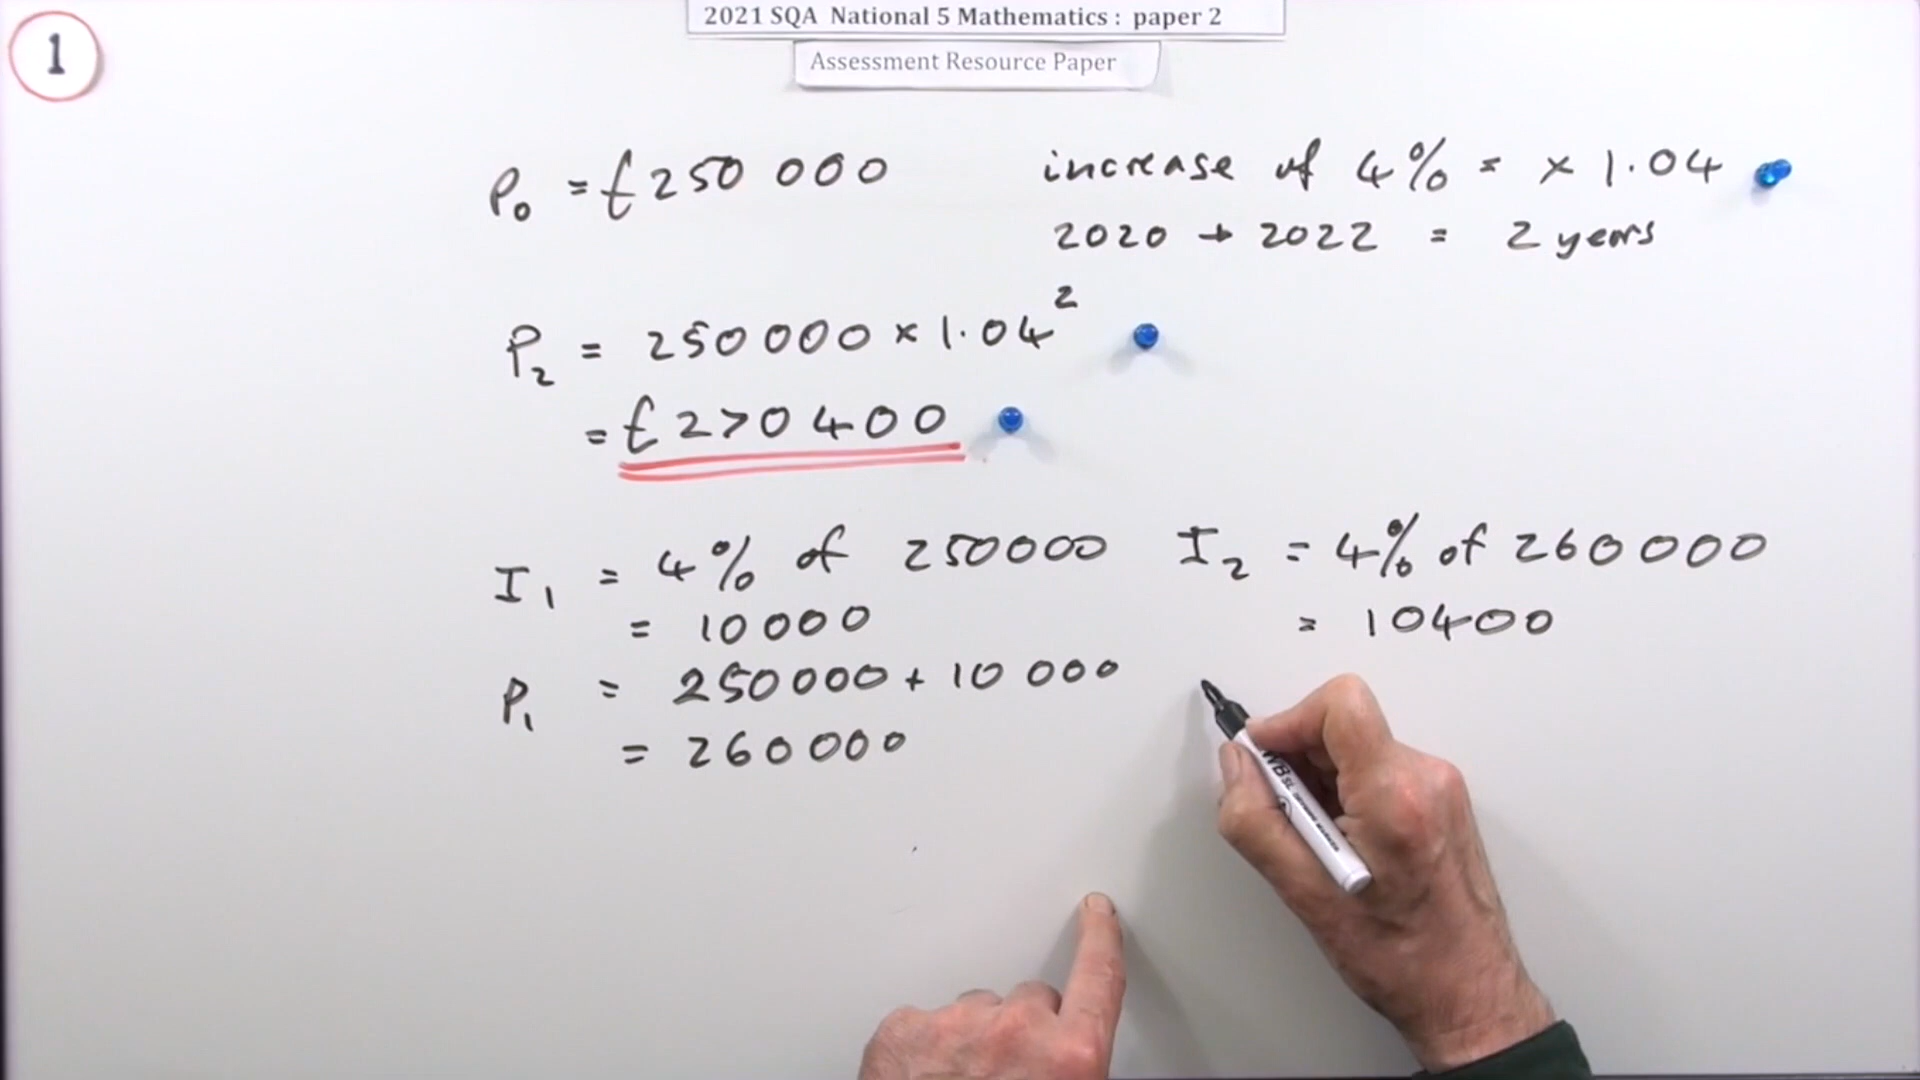 1
2021 SQA National 5 Mathematics : paper 2
Assessment Resource Paper
P₀ = £250 000
increase of 4% = × 1.04
2020 → 2022 = 2 years
P₂ = 250000 × 1.04²
= £270400
I₁ = 4% of 250000
= 10000
P₁ = 250000 + 10 000
= 260000
I₂ = 4% of 260000
= 10400